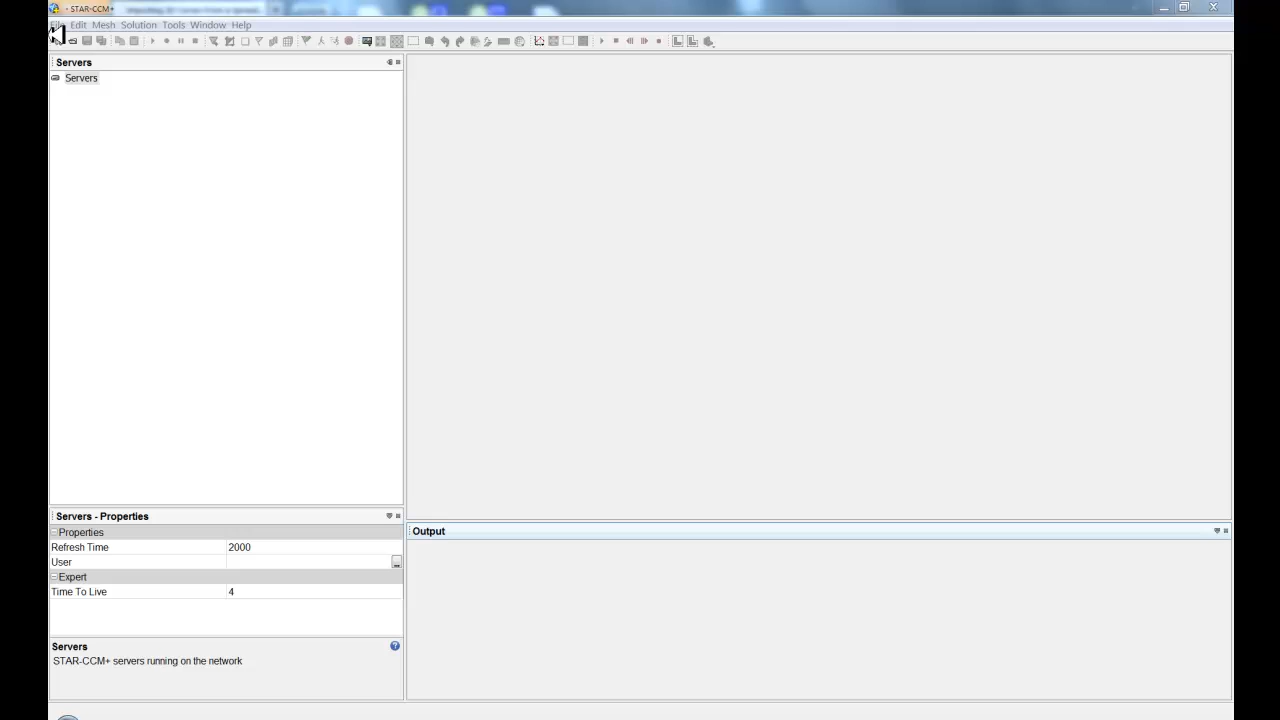 - STAR-CCM+
File Edit Mesh Solution Tools Window Help
Servers
Servers
Servers - Properties
Properties
Refresh Time 2000
User
Expert
Time To Live 4
Servers
STAR-CCM+ servers running on the network
Output